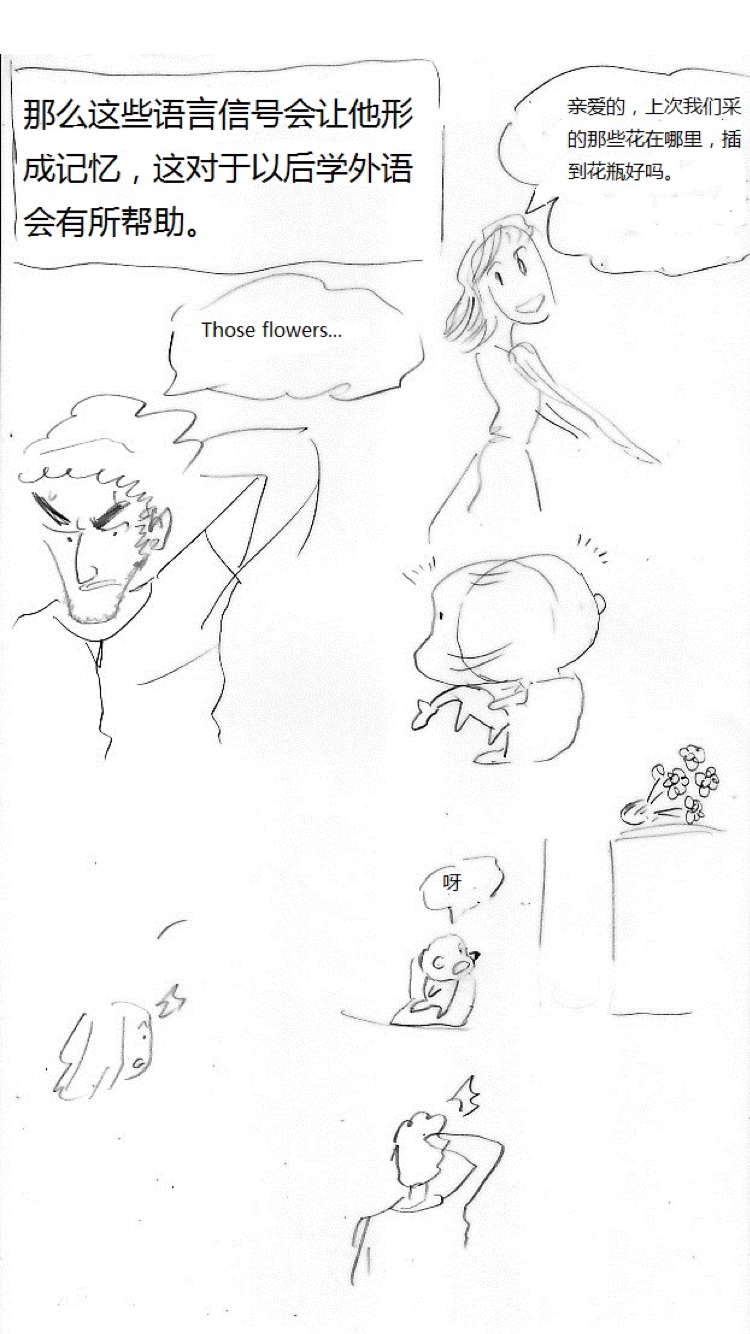 那么这些语言信号会让他形
成记忆，这对于以后学外语
会有所帮助。
亲爱的，上次我们采
的那些花在哪里，插
到花瓶好吗。
Those flowers...
呀